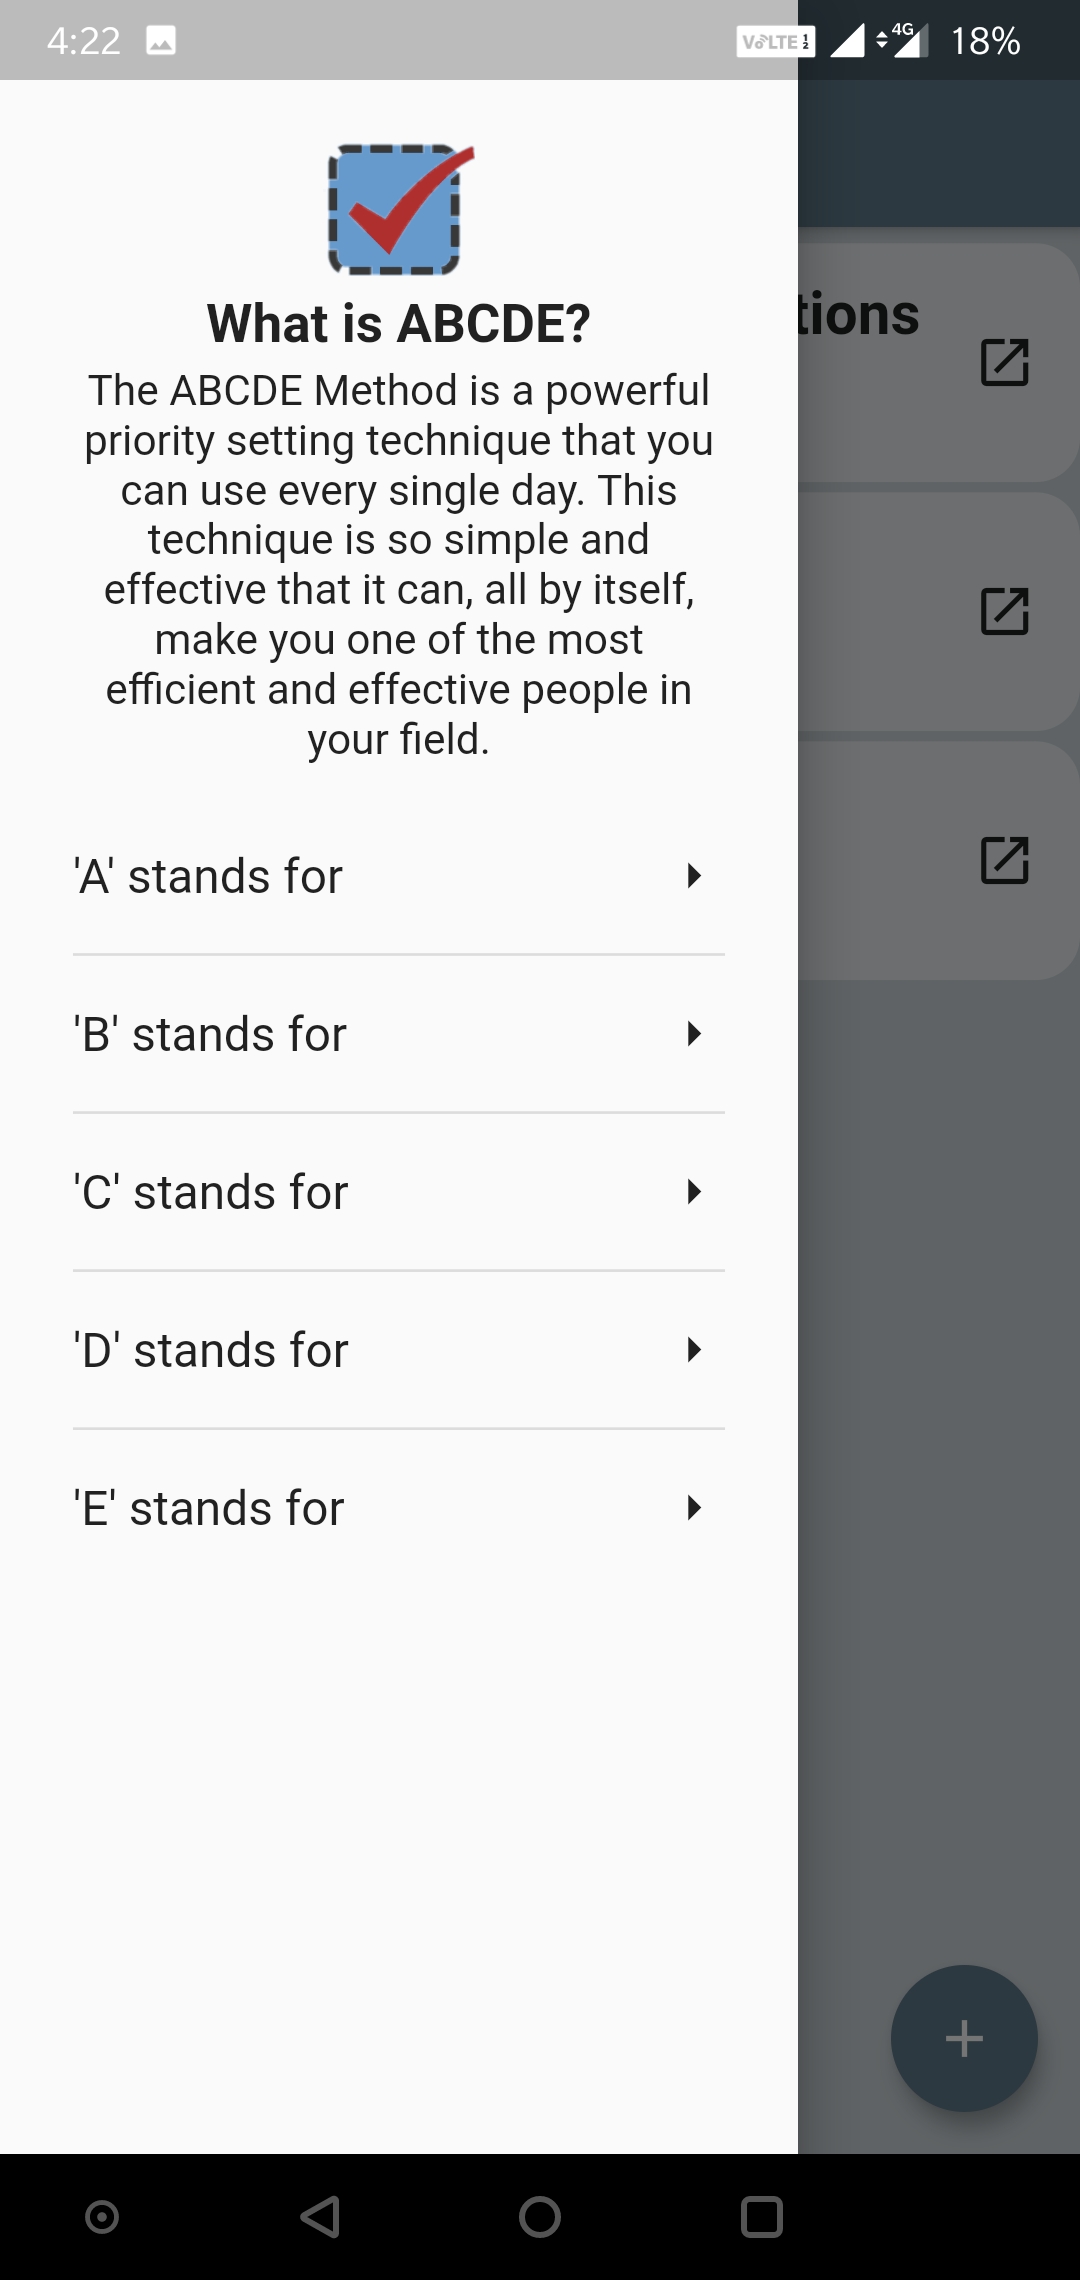 4:22
VoLTE 1 2
4G
18%
What is ABCDE?
The ABCDE Method is a powerful
priority setting technique that you
can use every single day. This
technique is so simple and
effective that it can, all by itself,
make you one of the most
efficient and effective people in
your field.
tions
'A' stands for
'B' stands for
'C' stands for
'D' stands for
'E' stands for